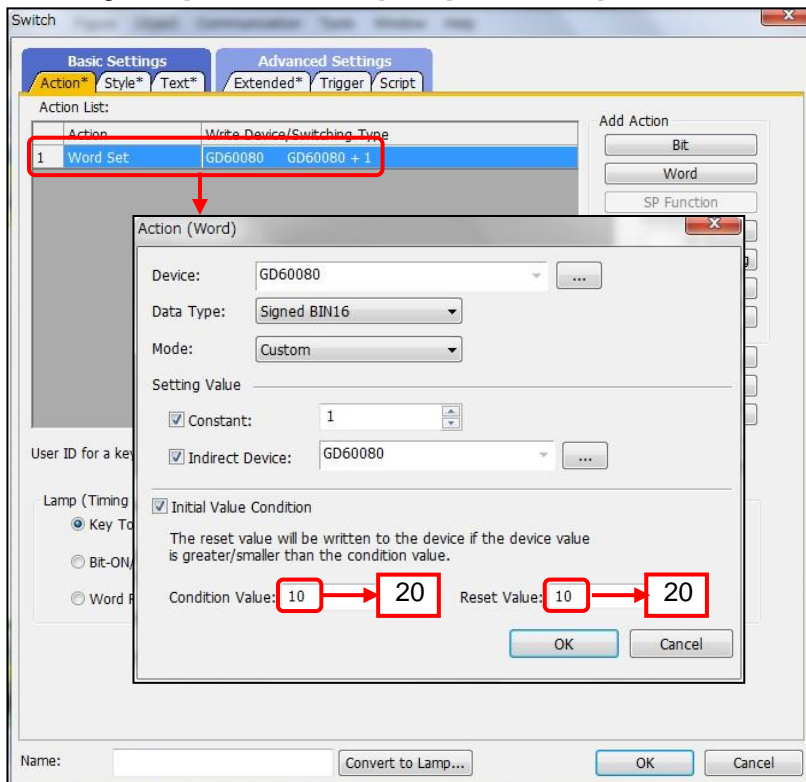 Switch
Basic Settings Advanced Settings
Action* Style* Text* Extended* Trigger Script
Action List:
Add Action
Action Write Device/Switching Type
Bit
1 Word Set GD60080 GD60080 + 1
Word
SP Function
Action (Word)
Device: GD60080 ...
Data Type: Signed BIN16
Mode: Custom
Setting Value
Constant: 1
Indirect Device: GD60080 ...
User ID for a key
Lamp (Timing
Initial Value Condition
Key To
The reset value will be written to the device if the device value
is greater/smaller than the condition value.
Bit-ON/
Word R
Condition Value: 10 20 Reset Value: 10 20
OK Cancel
Name: Convert to Lamp... OK Cancel